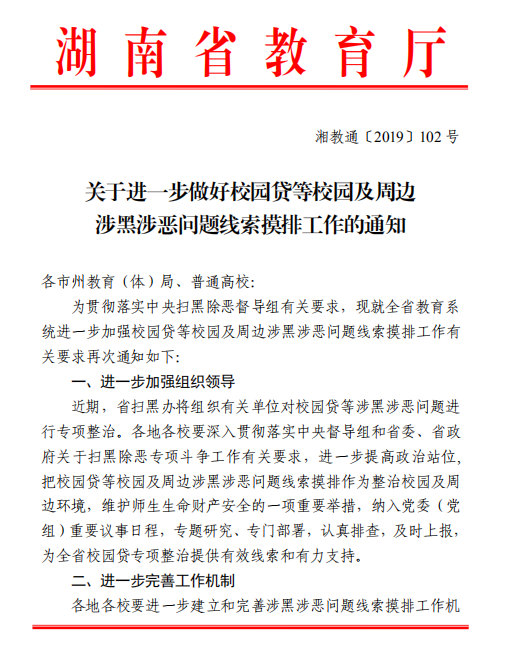 湖南省教育厅
湘教通〔2019〕102 号
关于进一步做好校园贷等校园及周边
涉黑涉恶问题线索摸排工作的通知
各市州教育（体）局、普通高校：
为贯彻落实中央扫黑除恶督导组有关要求，现就全省教育系
统进一步加强校园贷等校园及周边涉黑涉恶问题线索摸排工作有
关要求再次通知如下：
一、进一步加强组织领导
近期，省扫黑办将组织有关单位对校园贷等涉黑涉恶问题进
行专项整治。各地各校要深入贯彻落实中央督导组和省委、省政
府关于扫黑除恶专项斗争工作有关要求，进一步提高政治站位，
把校园贷等校园及周边涉黑涉恶问题线索摸排作为整治校园及周
边环境，维护师生生命财产安全的一项重要举措，纳入党委（党
组）重要议事日程，专题研究、专门部署，认真排查，及时上报，
为全省校园贷专项整治提供有效线索和有力支持。
二、进一步完善工作机制
各地各校要进一步建立和完善涉黑涉恶问题线索摸排工作机